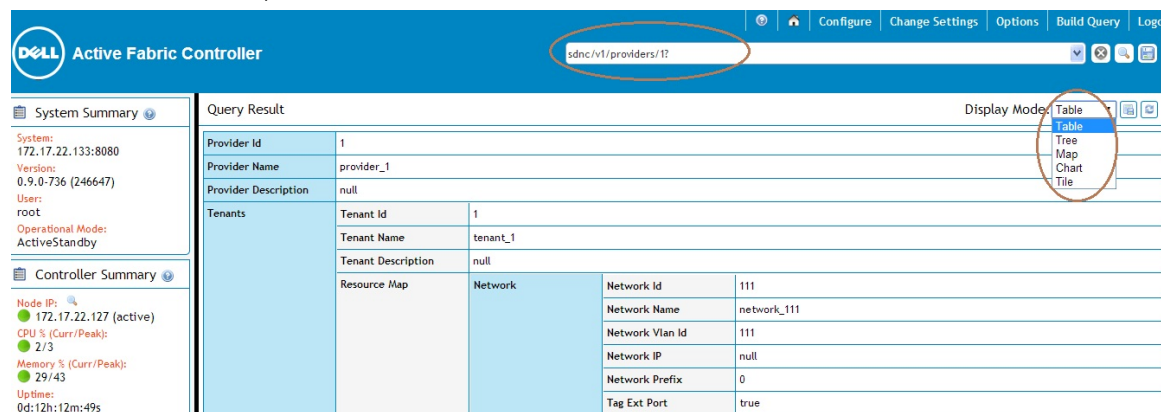 Configure Change Settings Options Build Query
DELL Active Fabric Controller
sdnc/v1/providers/1?
System Summary
System:
172.17.22.133:8080
Version:
0.9.0-736 (246647)
User:
root
Operational Mode:
ActiveStandby
Controller Summary
Node IP:
172.17.22.127 (active)
CPU % (Curr/Peak):
2/3
Memory % (Curr/Peak):
29/43
Uptime:
0d:12h:12m:49s
Query Result
Display Mode: Table
Table
Tree
Map
Chart
Tile
Provider Id 1
Provider Name provider_1
Provider Description null
Tenants Tenant Id 1
Tenant Name tenant_1
Tenant Description null
Resource Map Network Network Id 111
Network Name network_111
Network Vlan Id 111
Network IP null
Network Prefix 0
Tag Ext Port true